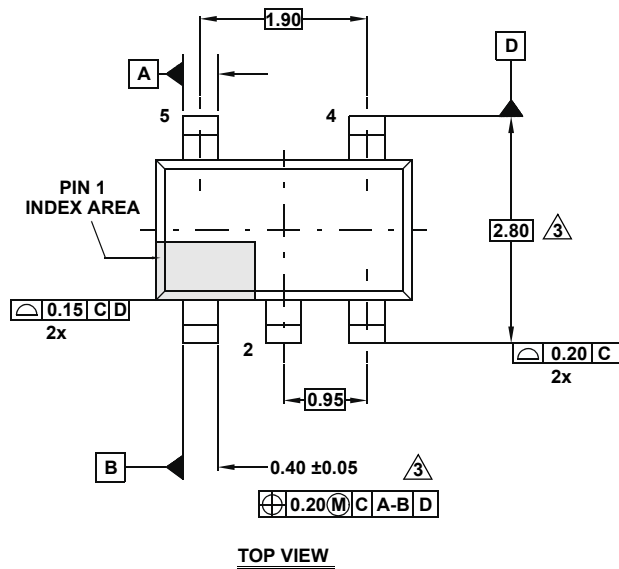 1.90
D
A
5
4
PIN 1
INDEX AREA
2.80 3
⌓ 0.15 C D
2x
2
⌓ 0.20 C
2x
0.95
B
0.40 ±0.05 3
⌖ 0.20 Ⓜ C A-B D
TOP VIEW